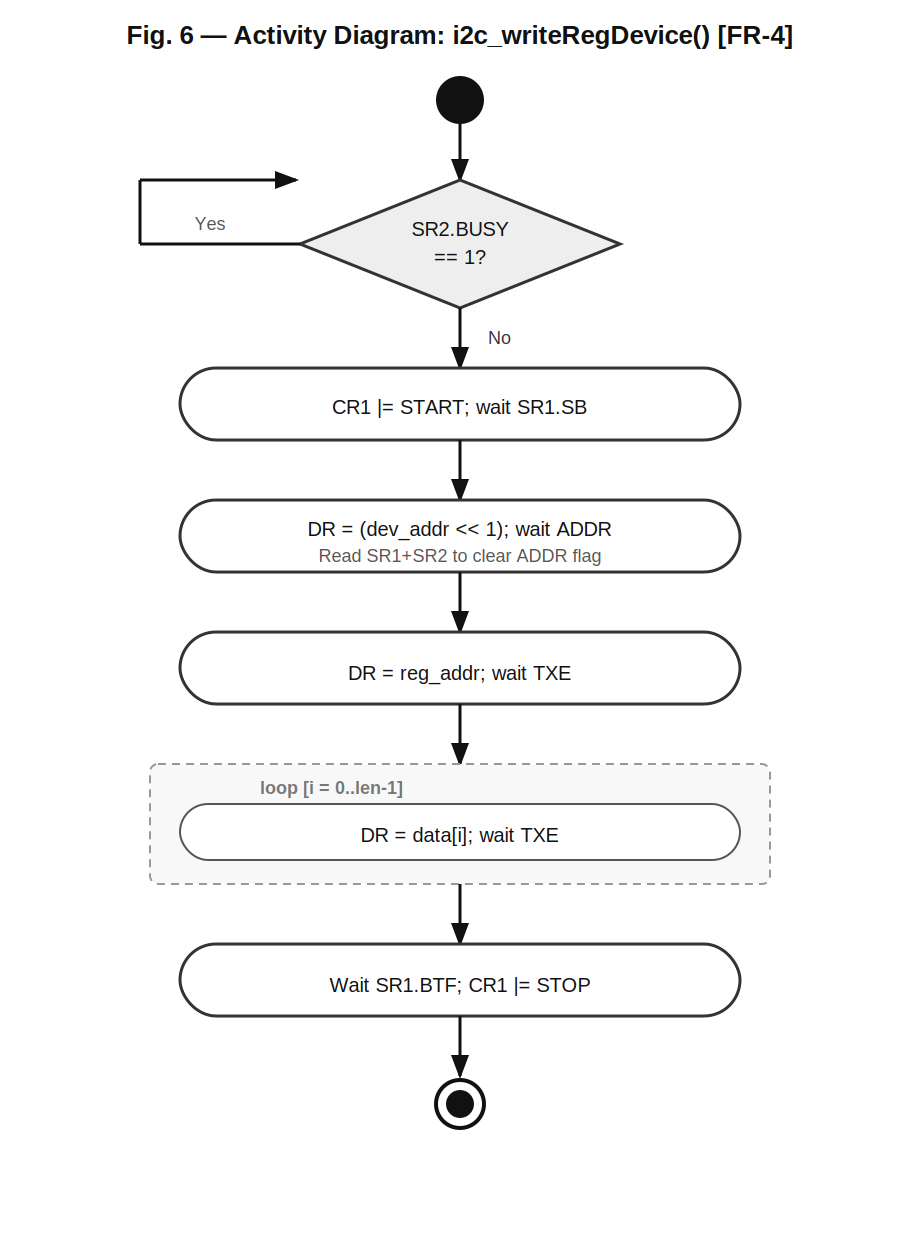 Fig. 6 — Activity Diagram: i2c_writeRegDevice() [FR-4]
SR2.BUSY
== 1?
Yes
No
CR1 |= START; wait SR1.SB
DR = (dev_addr << 1); wait ADDR
Read SR1+SR2 to clear ADDR flag
DR = reg_addr; wait TXE
loop [i = 0..len-1]
DR = data[i]; wait TXE
Wait SR1.BTF; CR1 |= STOP